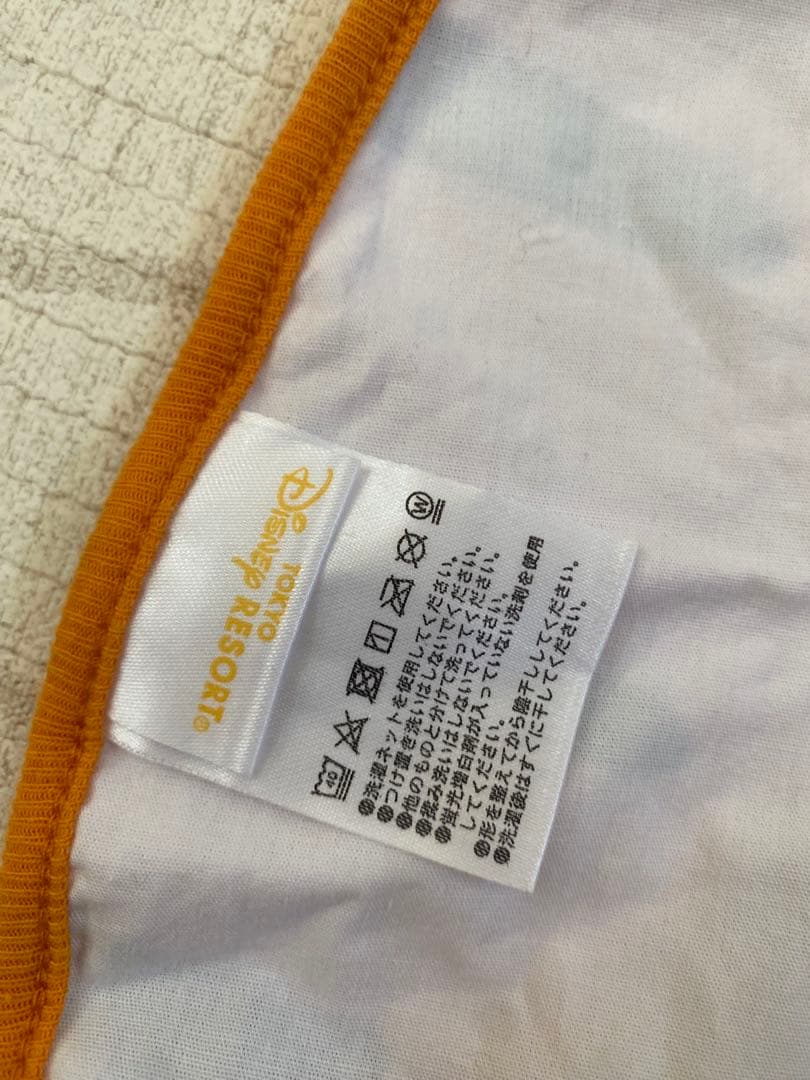 TOKYO
DISNEY RESORT®
40
W
●洗濯ネットを使用してください。
●つけ置き洗いはしないでください。
●他のものと分けて洗ってください。
●揉み洗いはしないでください。
●蛍光増白剤が入っていない洗剤を使用
してください。
●形を整えてから陰干ししてください。
●洗濯後はすぐに干してください。